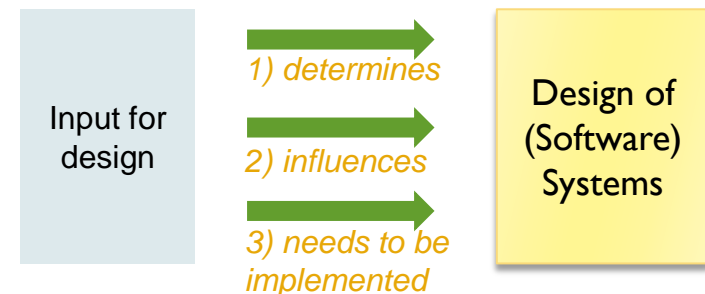 Input for
design
1) determines
2) influences
3) needs to be
implemented
Design of
(Software)
Systems